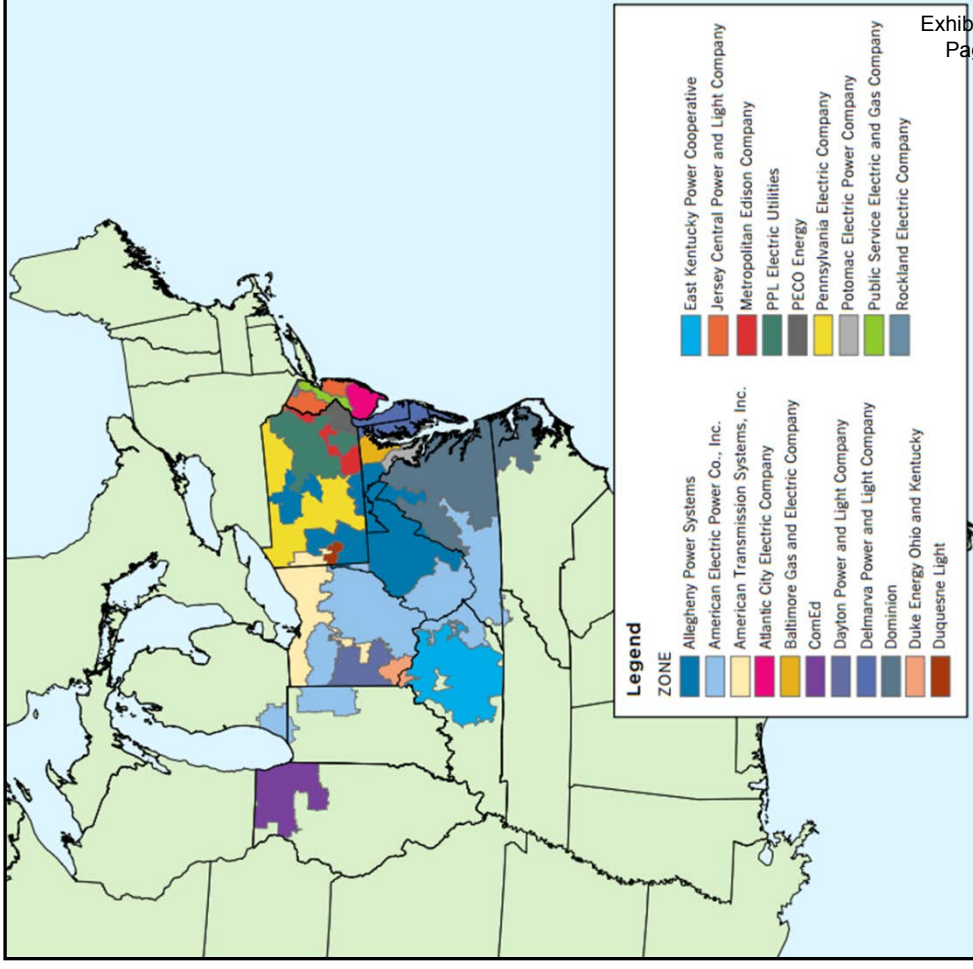 Exhib
Pag
Legend
ZONE
Allegheny Power Systems
American Electric Power Co., Inc.
American Transmission Systems, Inc.
Atlantic City Electric Company
Baltimore Gas and Electric Company
ComEd
Dayton Power and Light Company
Delmarva Power and Light Company
Dominion
Duke Energy Ohio and Kentucky
Duquesne Light
East Kentucky Power Cooperative
Jersey Central Power and Light Company
Metropolitan Edison Company
PPL Electric Utilities
PECO Energy
Pennsylvania Electric Company
Potomac Electric Power Company
Public Service Electric and Gas Company
Rockland Electric Company